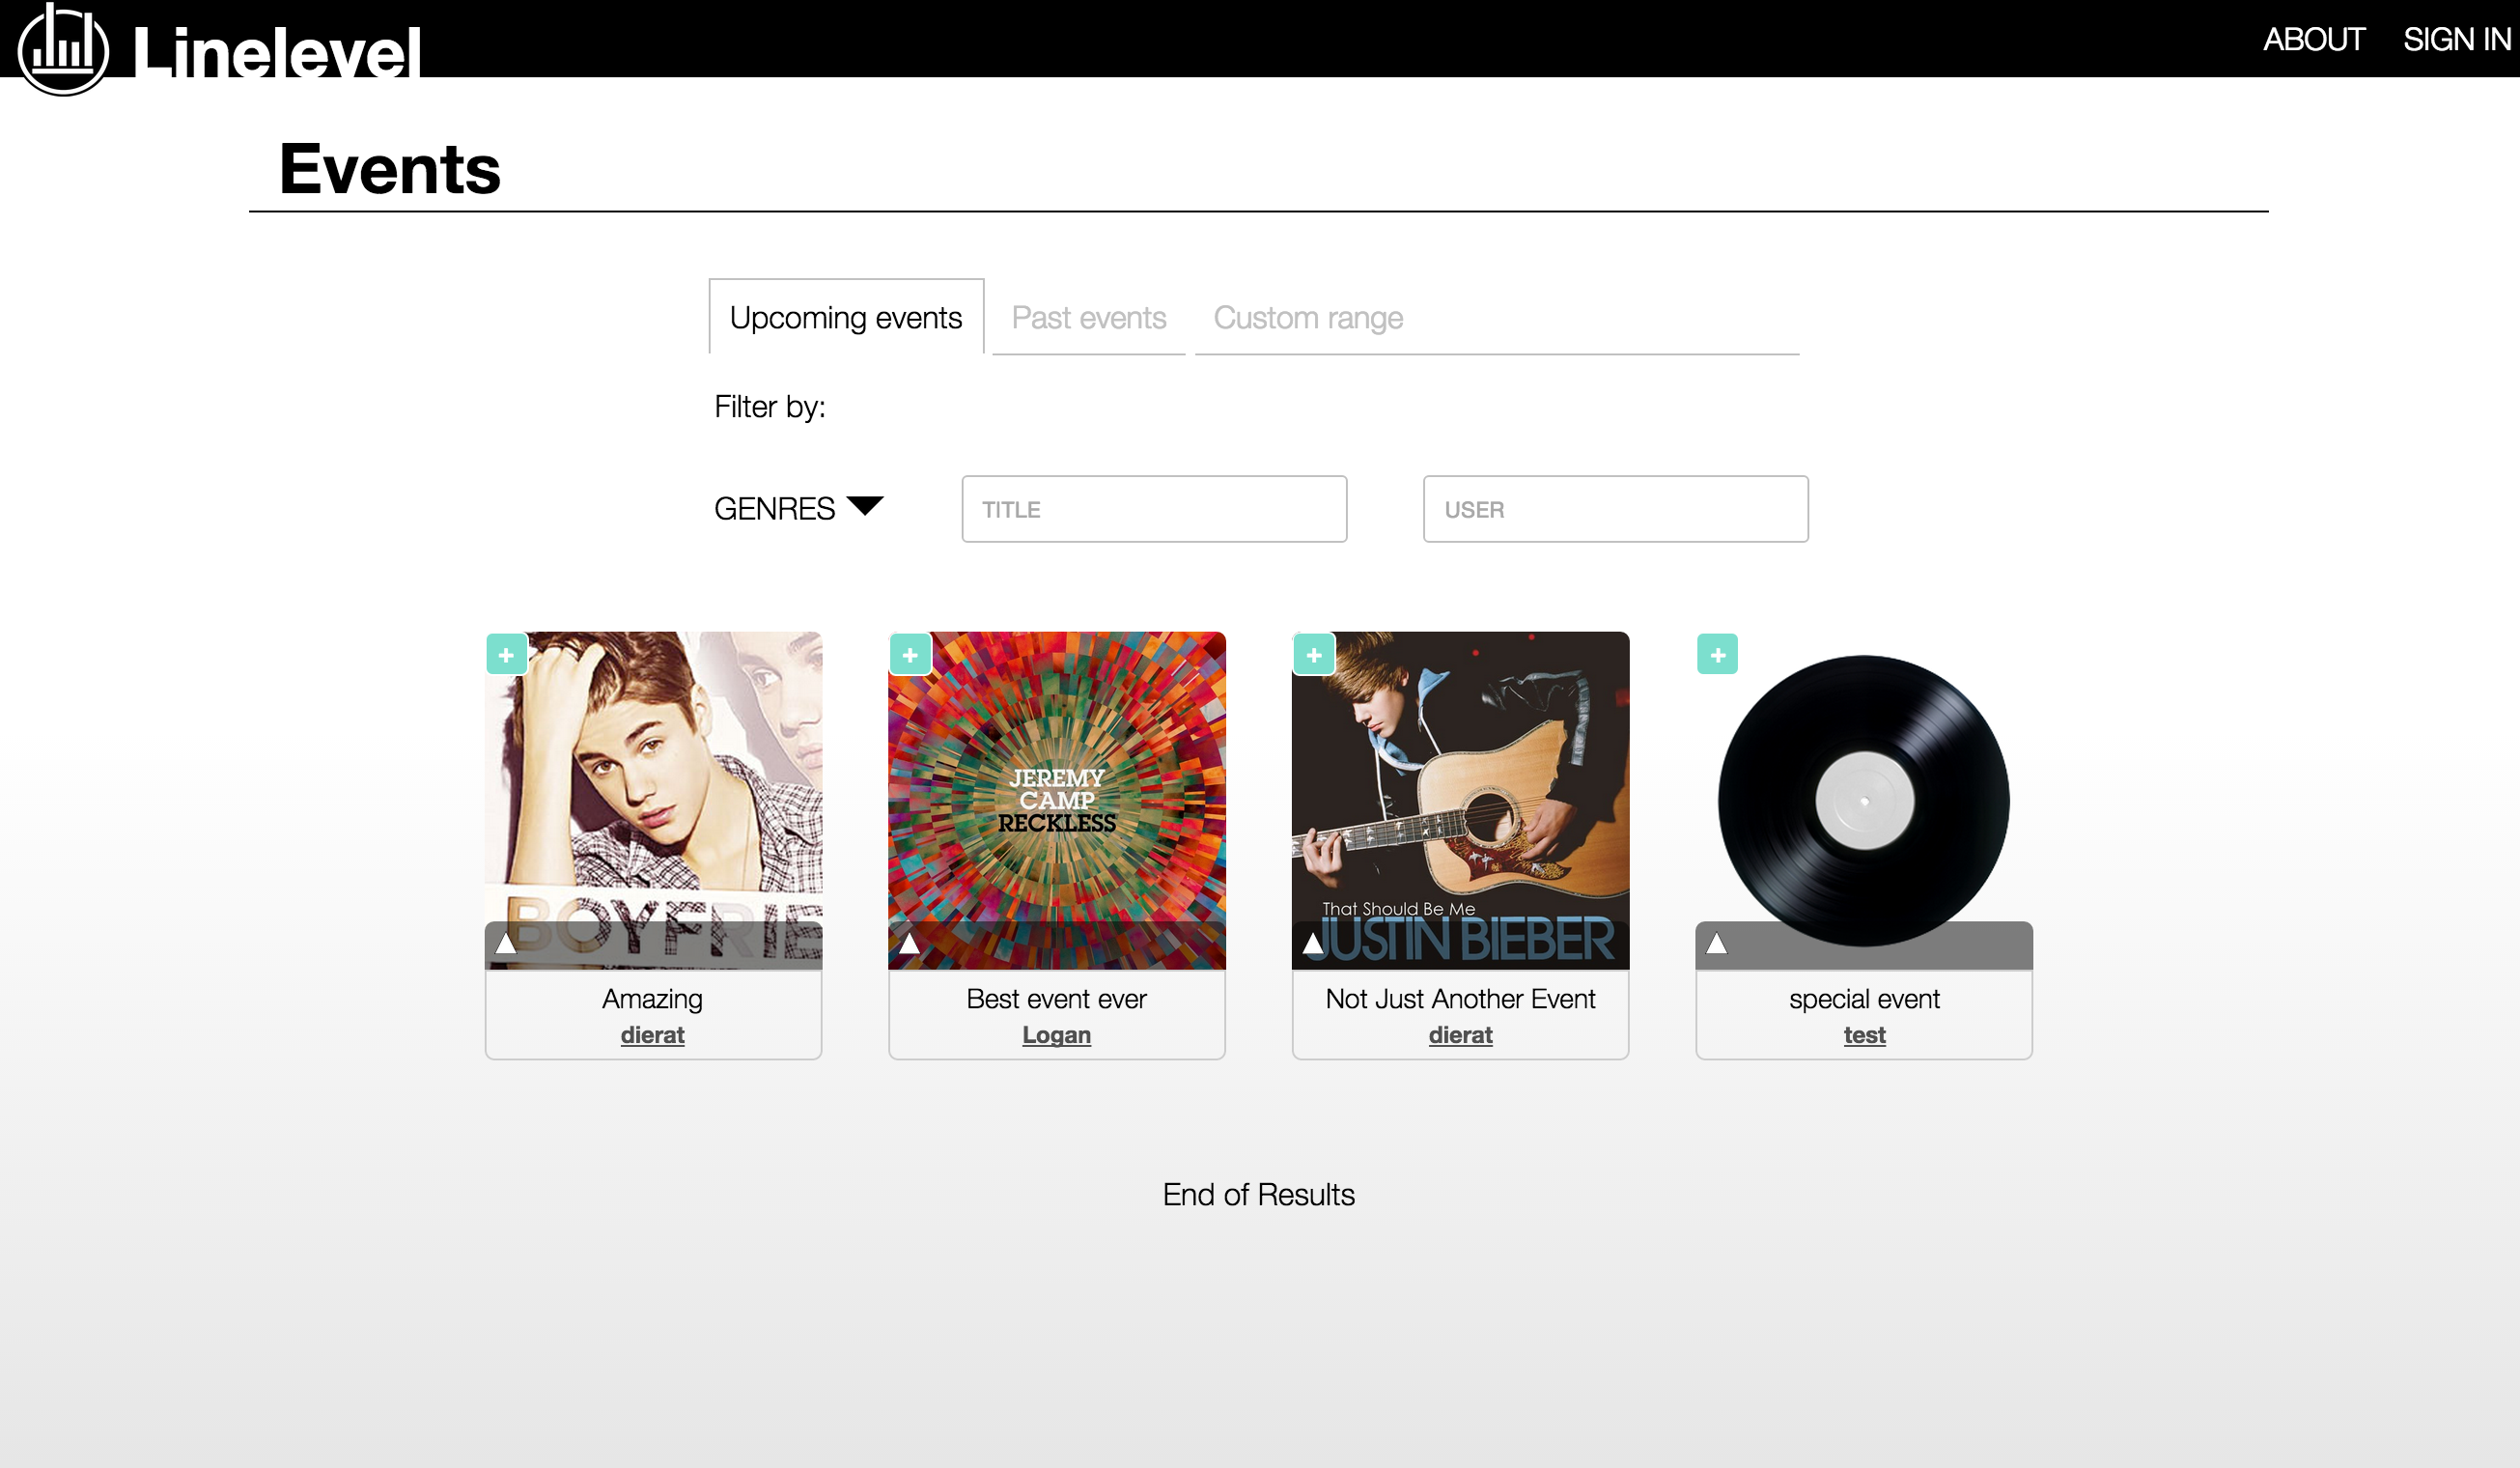 Linelevel
ABOUT
SIGN IN
Events
Upcoming events
Past events
Custom range
Filter by:
GENRES
TITLE
USER
JEREMY
CAMP
RECKLESS
BOYFRIE
That Should Be Me
JUSTIN BIEBER
Amazing
dierat
Best event ever
Logan
Not Just Another Event
dierat
special event
test
End of Results